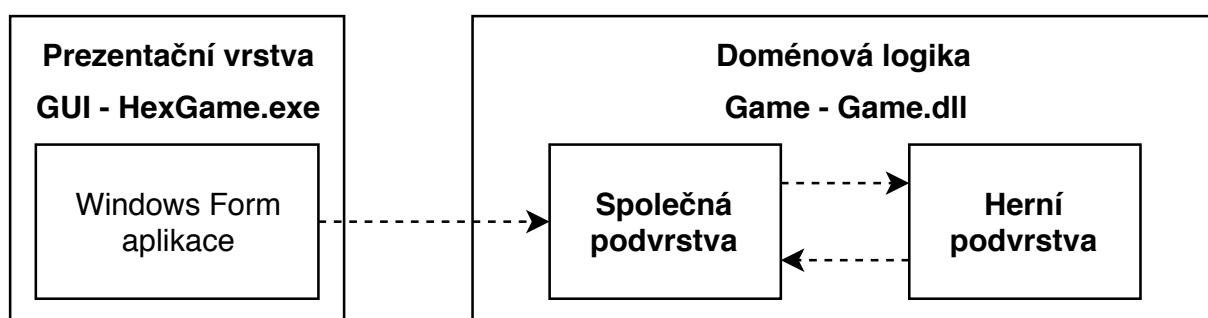 Prezentační vrstva
GUI - HexGame.exe
Windows Form
aplikace
Doménová logika
Game - Game.dll
Společná
podvrstva
Herní
podvrstva